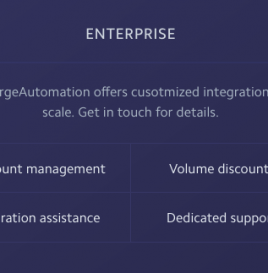 ENTERPRISE
rgeAutomation offers cusotmized integration
scale. Get in touch for details.
ount management Volume discount
ration assistance Dedicated suppor